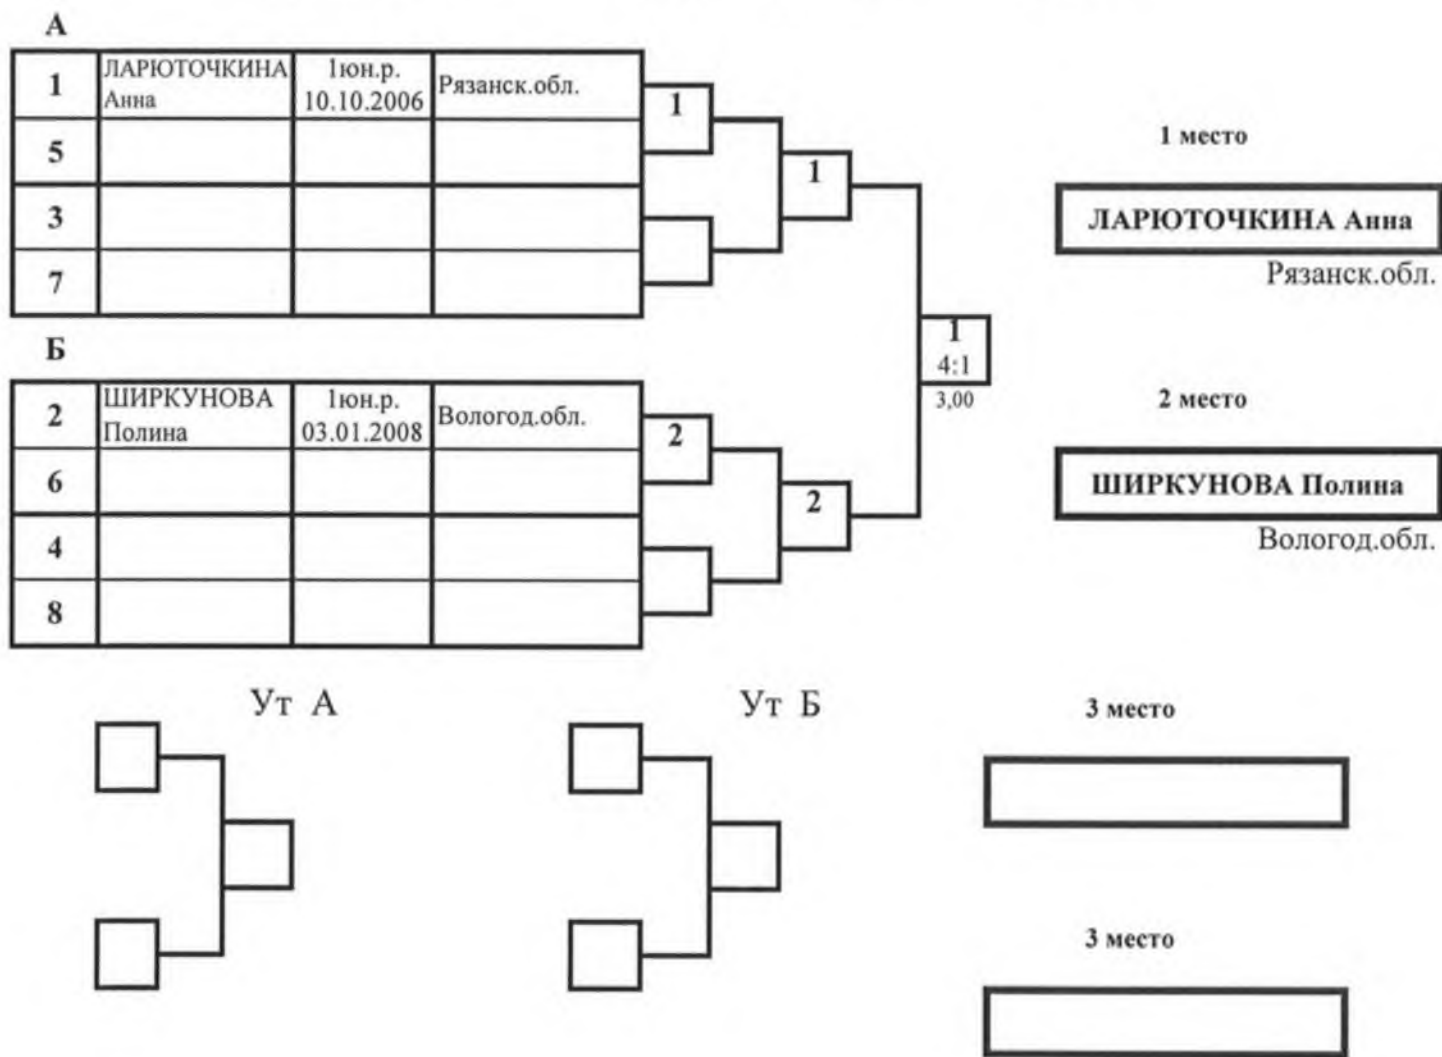 А
1 ЛАРЮТОЧКИНА Анна 1юн.р. 10.10.2006 Рязанск.обл.
5
3
7
1
1
Б
2 ШИРКУНОВА Полина 1юн.р. 03.01.2008 Вологод.обл.
6
4
8
2
2
1
4:1
3,00
1 место
ЛАРЮТОЧКИНА Анна
Рязанск.обл.
2 место
ШИРКУНОВА Полина
Вологод.обл.
Ут А
Ут Б
3 место
3 место